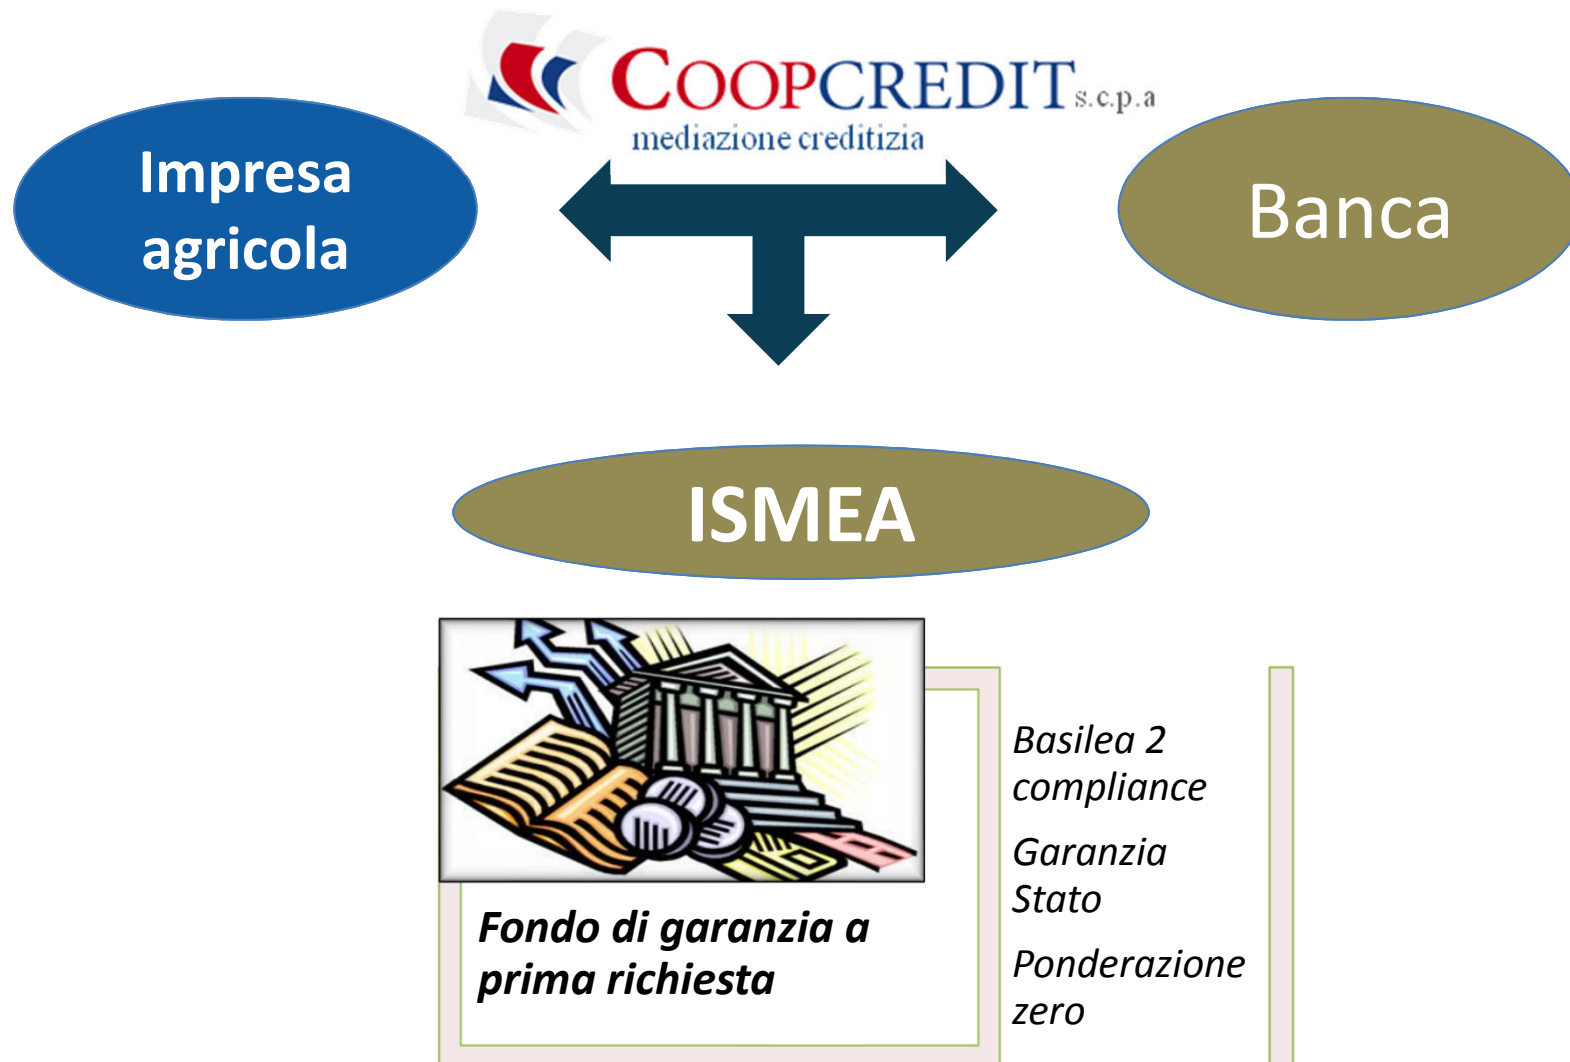 COOPCREDIT s.c.p.a
mediazione creditizia
Impresa
agricola
Banca
ISMEA
Fondo di garanzia a
prima richiesta
Basilea 2
compliance
Garanzia
Stato
Ponderazione
zero